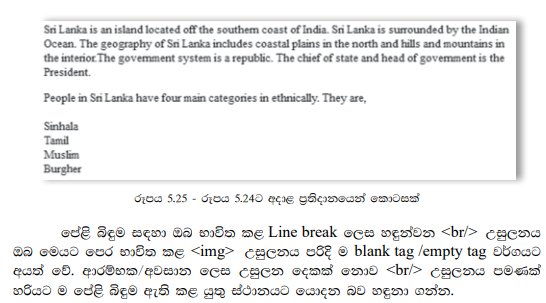 Sri Lanka is an island located off the southern coast of India. Sri Lanka is surrounded by the Indian
Ocean. The geography of Sri Lanka includes coastal plains in the north and hills and mountains in
the interior.The government system is a republic. The chief of state and head of government is the
President.
People in Sri Lanka have four main categories in ethnically. They are,
Sinhala
Tamil
Muslim
Burgher
රූපය 5.25 - රූපය 5.24ට අදාළ ප්‍රතිදානයෙන් කොටසක්
පේළි බිඳුම සඳහා ඔබ භාවිත කළ Line break ලෙස හඳුන්වන <br/> උසුලනය
ඔබ මෙයට පෙර භාවිත කළ <img> උසුලනය පරිදි ම blank tag /empty tag වර්ගයට
අයත් වේ. ආරම්භක/අවසාන ලෙස උසුලන දෙකක් නොව <br/> උසුලනය පමණක්
හරියට ම පේළි බිඳුම ඇති කළ යුතු ස්ථානයට යොදන බව හඳුනා ගන්න.